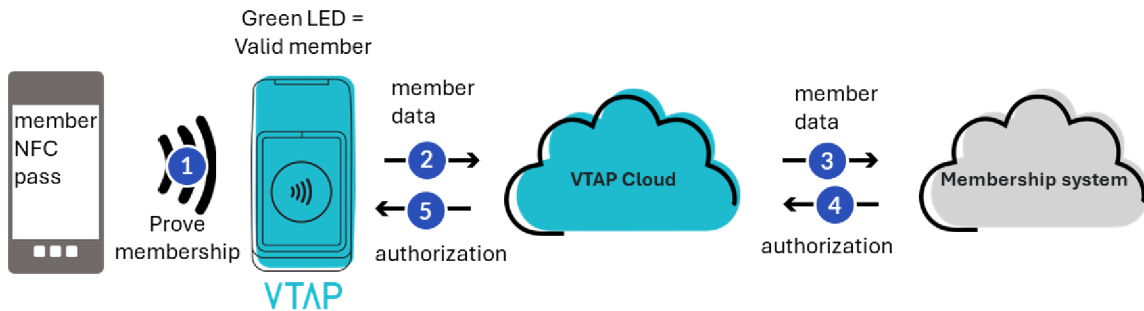 Green LED =
Valid member
member
NFC
pass
1
Prove
membership
VTAP
member
data
2
5
authorization
VTAP Cloud
member
data
3
4
authorization
Membership system